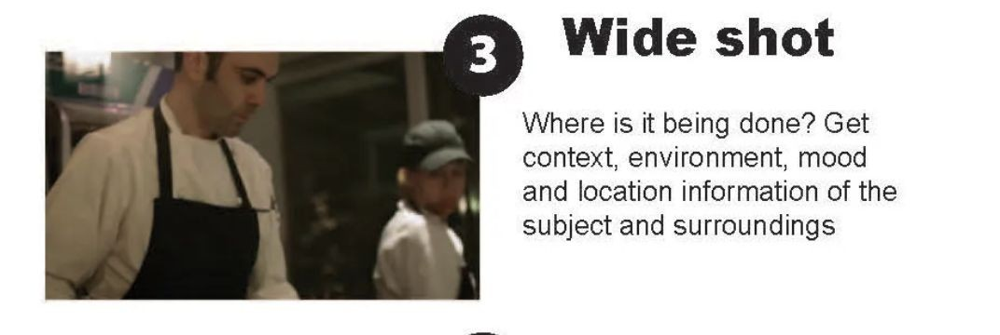 3
Wide shot
Where is it being done? Get
context, environment, mood
and location information of the
subject and surroundings